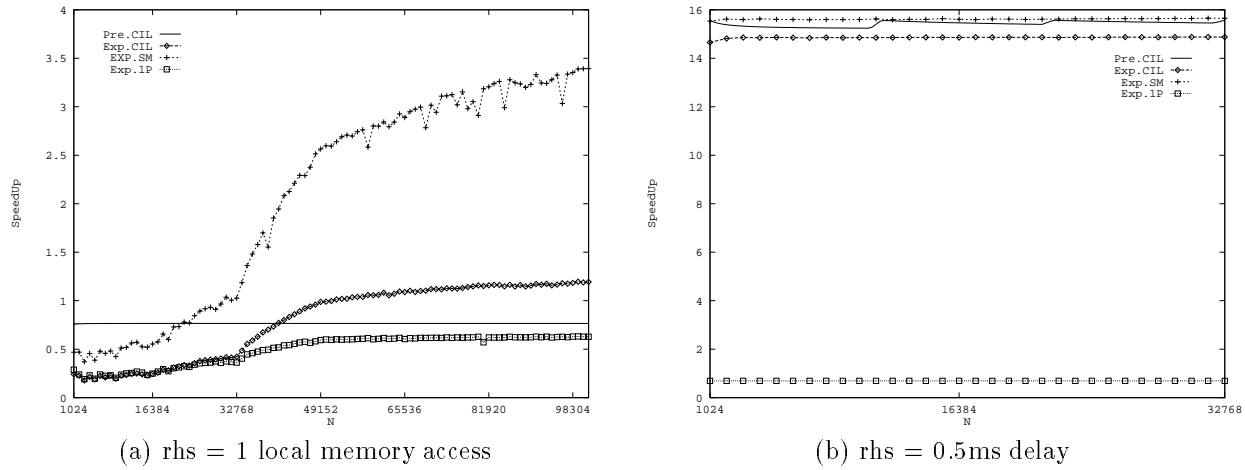 4
3.5
3
2.5
2
1.5
1
0.5
0
SpeedUp
Pre.CIL
Exp.CIL
EXP.SM
Exp.1P
1024 16384 32768 49152 65536 81920 98304
N
(a) rhs = 1 local memory access
16
14
12
10
8
6
4
2
0
SpeedUp
Pre.CIL
Exp.CIL
Exp.SM
Exp.1P
1024 16384 32768
N
(b) rhs = 0.5ms delay